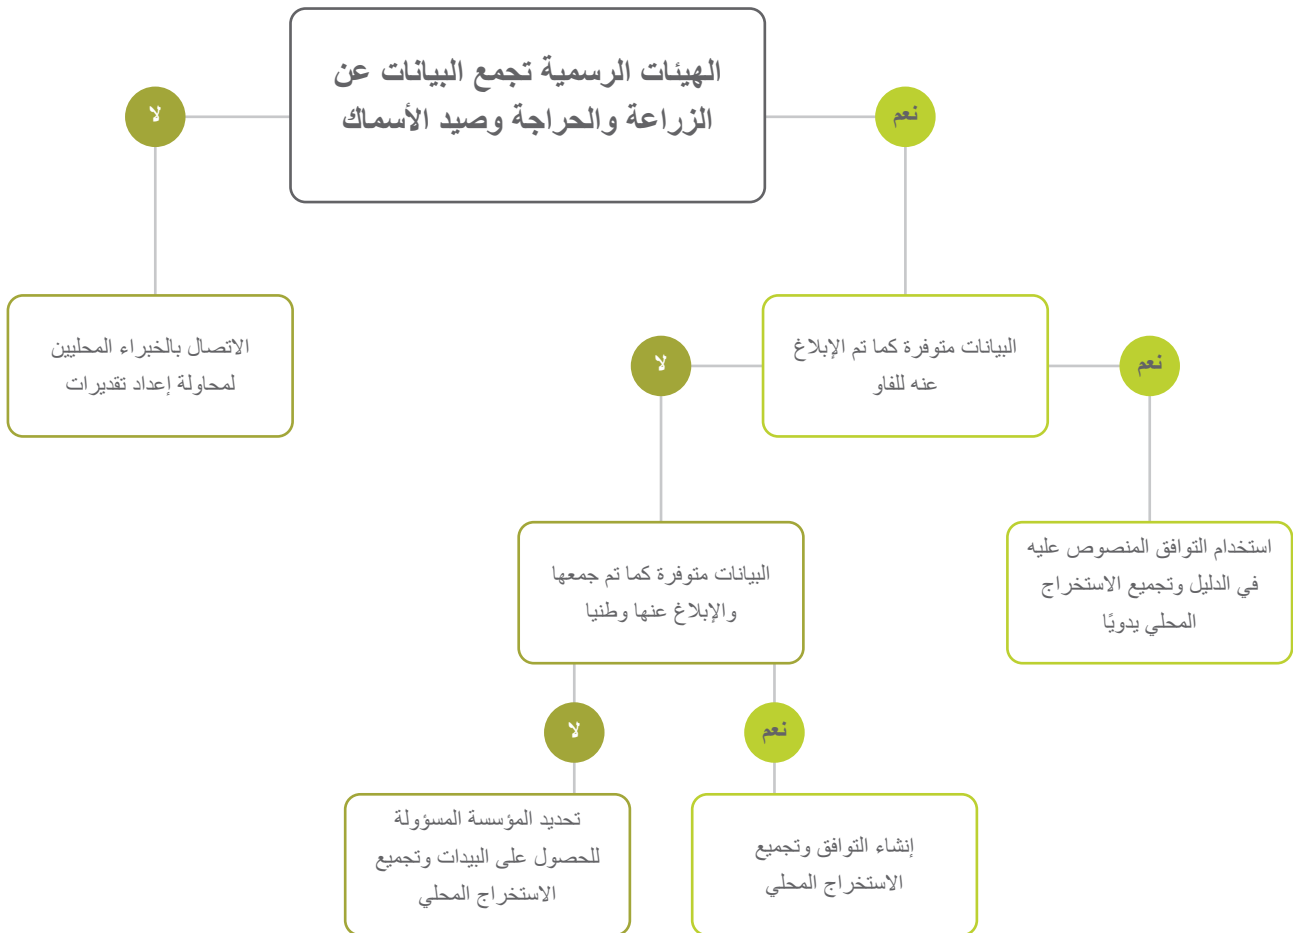 الهيئات الرسمية تجمع البيانات عن
الزراعة والحراجة وصيد الأسماك
نعم
لا
البيانات متوفرة كما تم الإبلاغ
عنه للفاو
الاتصال بالخبراء المحليين
لمحاولة إعداد تقديرات
نعم
لا
استخدام التوافق المنصوص عليه
في الدليل وتجميع الاستخراج
المحلي يدويًا
البيانات متوفرة كما تم جمعها
والإبلاغ عنها وطنيا
نعم
لا
إنشاء التوافق وتجميع
الاستخراج المحلي
تحديد المؤسسة المسؤولة
للحصول على البيدات وتجميع
الاستخراج المحلي